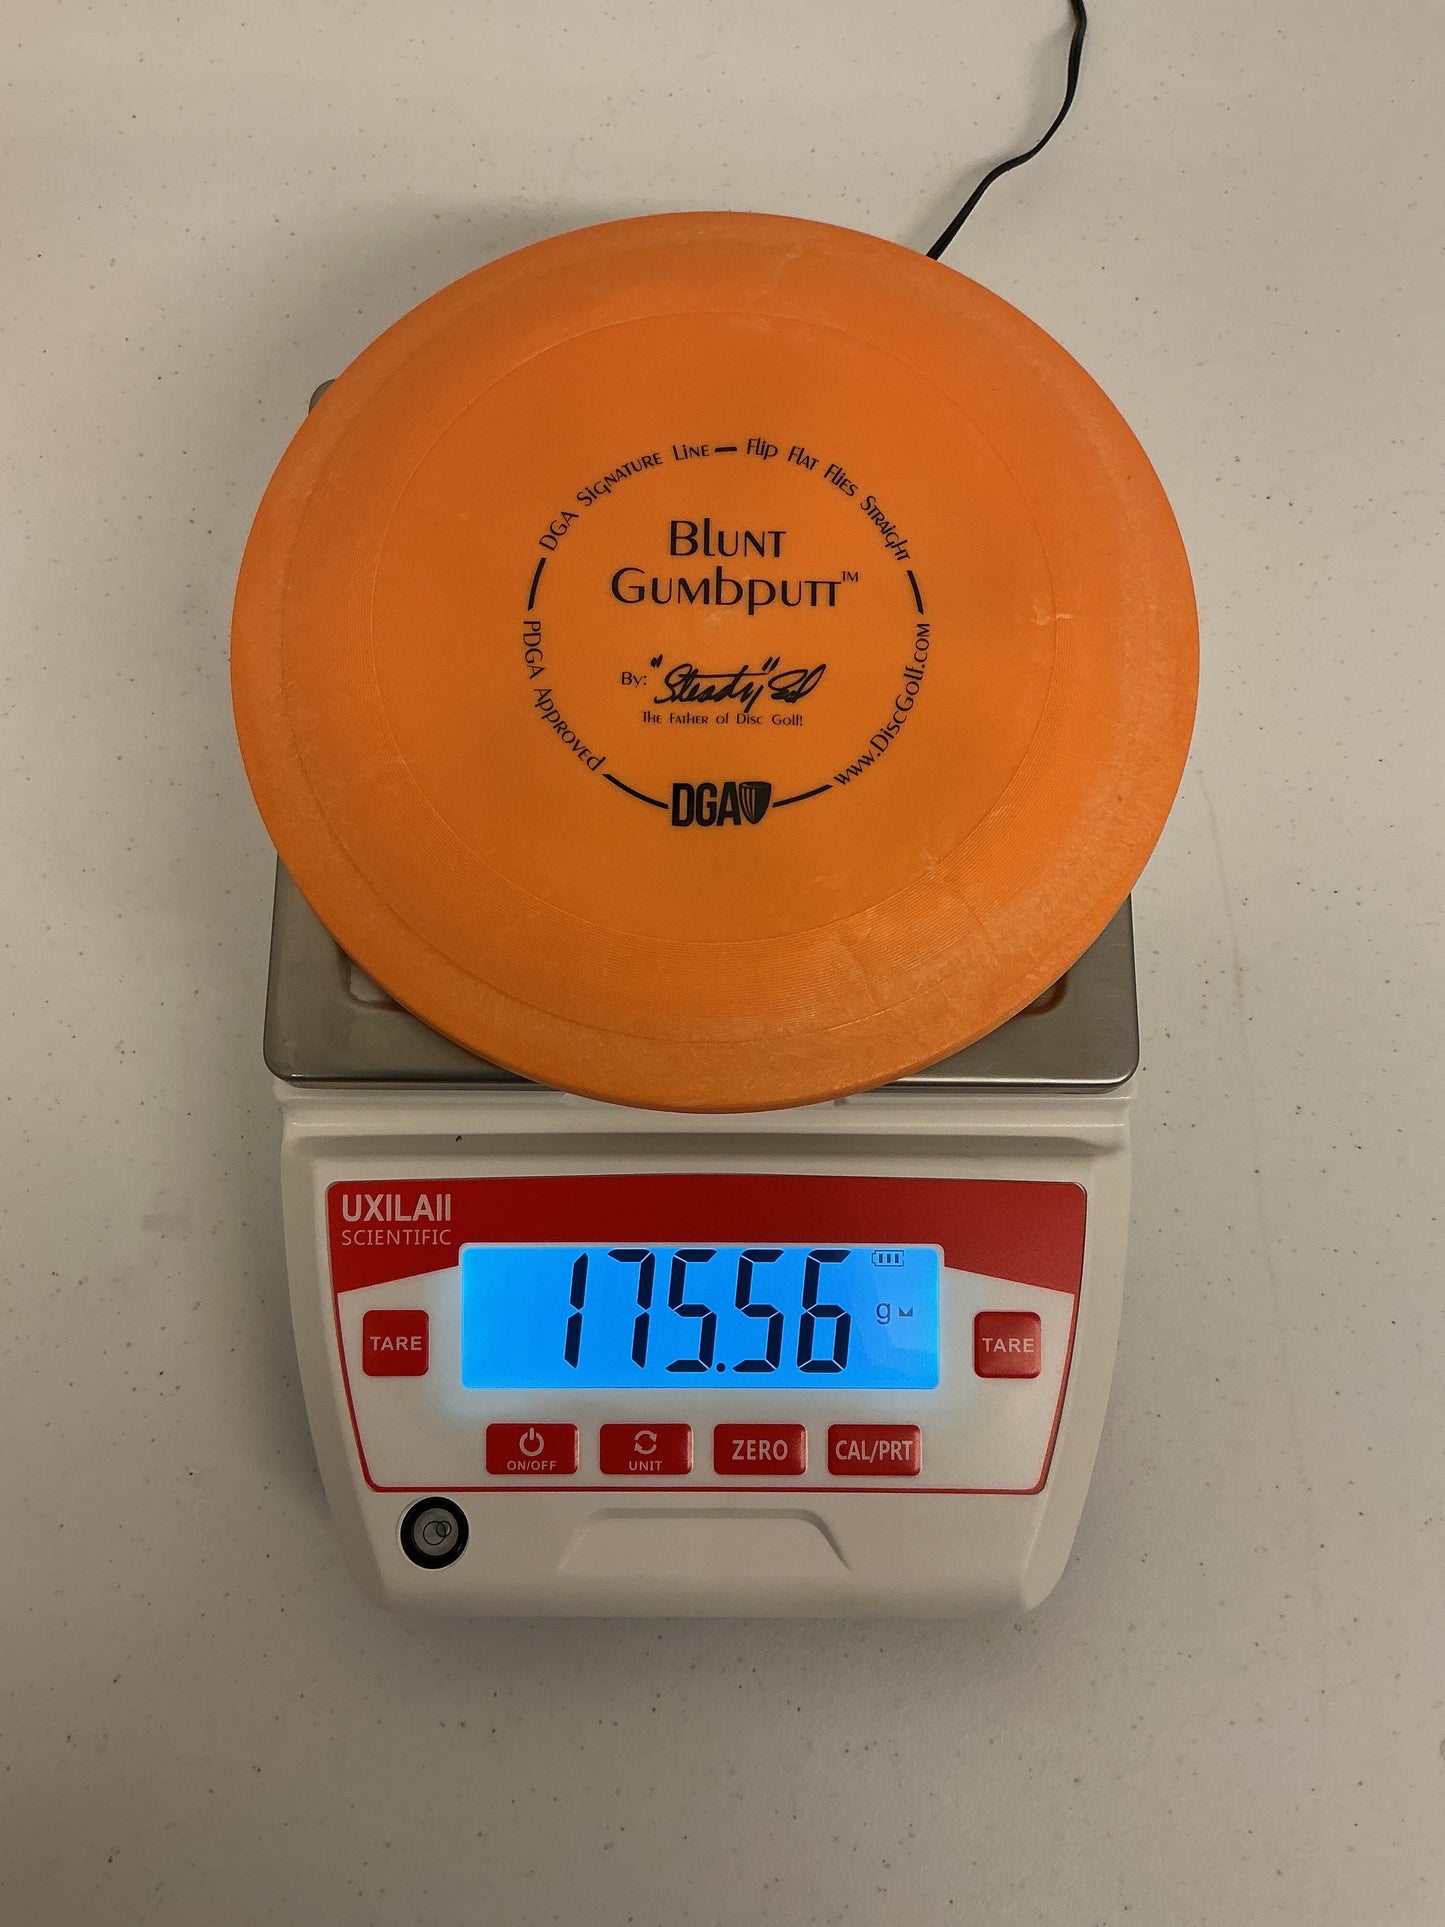 DGA Signature Line — Flip Flat Flies Straight
Blunt
Gumbputt™
By: "Steady" Ed
The Father of Disc Golf!
PDGA Approved
www.DiscGolf.com
DGA
UXILAII
SCIENTIFIC
175.56 g
TARE
TARE
ON/OFF
UNIT
ZERO
CAL/PRT